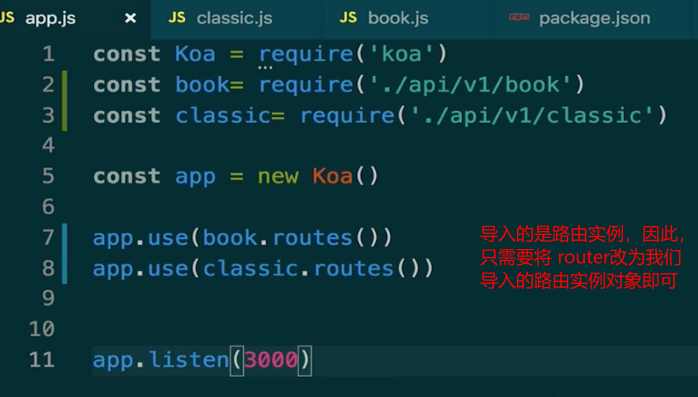 JS app.js × JS classic.js JS book.js npm package.json
1 const Koa = require('koa')
2 const book= require('./api/v1/book')
3 const classic= require('./api/v1/classic')
4
5 const app = new Koa()
6
7 app.use(book.routes())
8 app.use(classic.routes())
导入的是路由实例，因此，
只需要将 router改为我们
导入的路由实例对象即可
9
10
11 app.listen(3000)